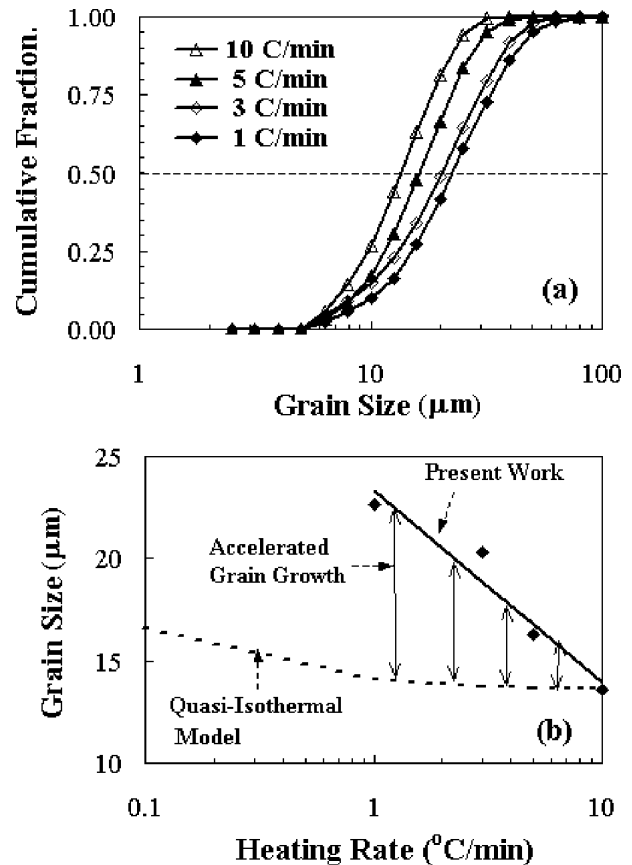 1.00
0.75
0.50
0.25
0.00
Cumulative Fraction.
10 C/min
5 C/min
3 C/min
1 C/min
(a)
1
10
100
Grain Size (μm)
25
20
15
10
Grain Size (μm)
Present Work
Accelerated
Grain Growth
Quasi-Isothermal
Model
(b)
0.1
1
10
Heating Rate (°C/min)